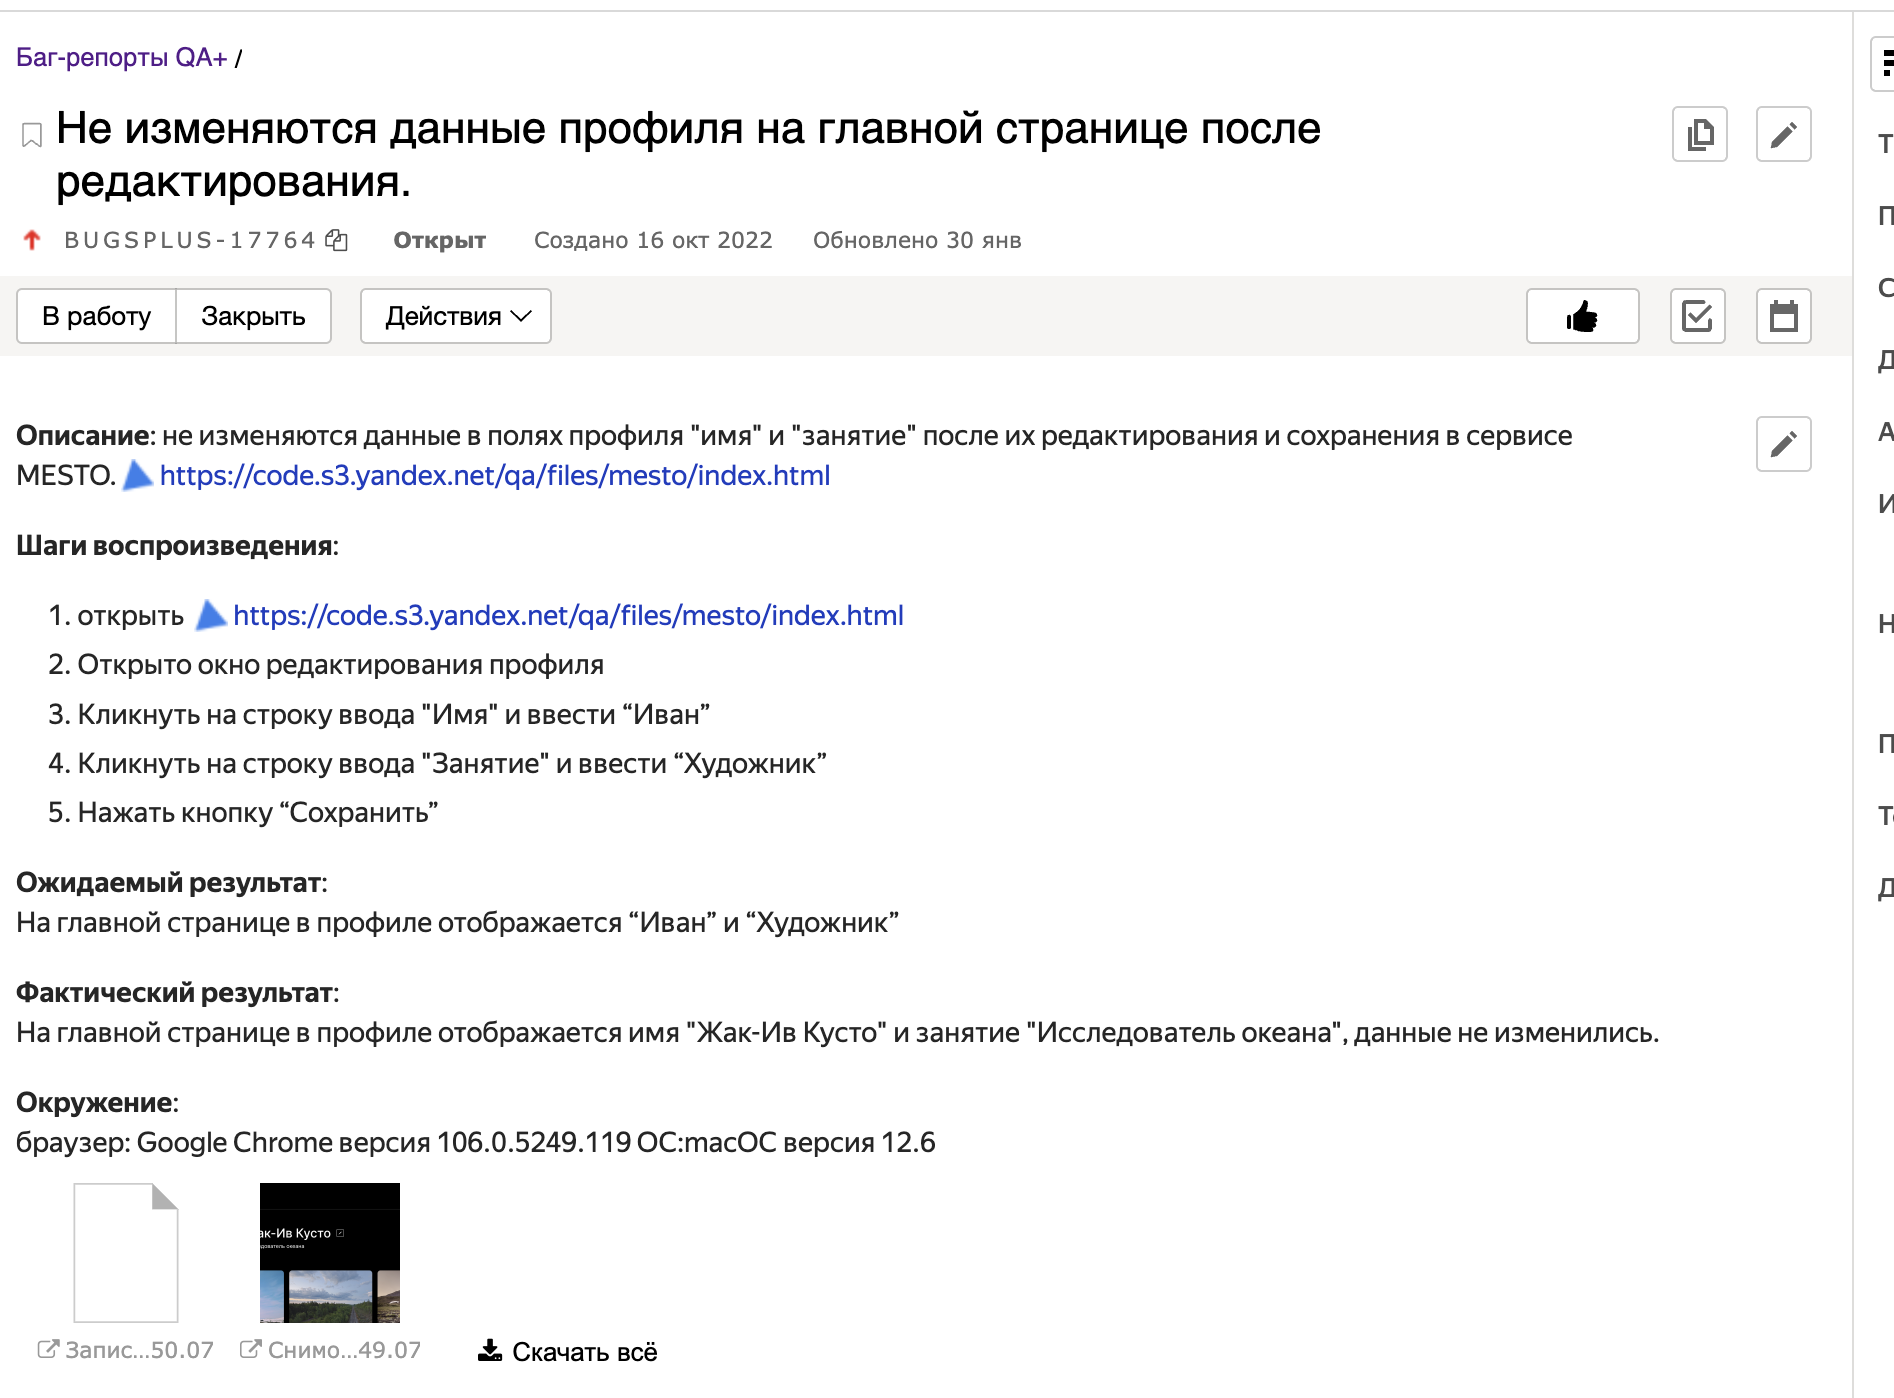 Баг-репорты QA+ /
Не изменяются данные профиля на главной странице после
редактирования.
BUGSPLUS-17764 Открыт Создано 16 окт 2022 Обновлено 30 янв
В работу Закрыть Действия
Описание: не изменяются данные в полях профиля "имя" и "занятие" после их редактирования и сохранения в сервисе
MESTO. https://code.s3.yandex.net/qa/files/mesto/index.html
Шаги воспроизведения:
1. открыть https://code.s3.yandex.net/qa/files/mesto/index.html
2. Открыто окно редактирования профиля
3. Кликнуть на строку ввода "Имя" и ввести “Иван”
4. Кликнуть на строку ввода "Занятие" и ввести “Художник”
5. Нажать кнопку “Сохранить”
Ожидаемый результат:
На главной странице в профиле отображается “Иван” и “Художник”
Фактический результат:
На главной странице в профиле отображается имя "Жак-Ив Кусто" и занятие "Исследователь океана", данные не изменились.
Окружение:
браузер: Google Chrome версия 106.0.5249.119 ОС:macОС версия 12.6
ак-Ив Кусто
Запис...50.07 Снимо...49.07 Скачать всё